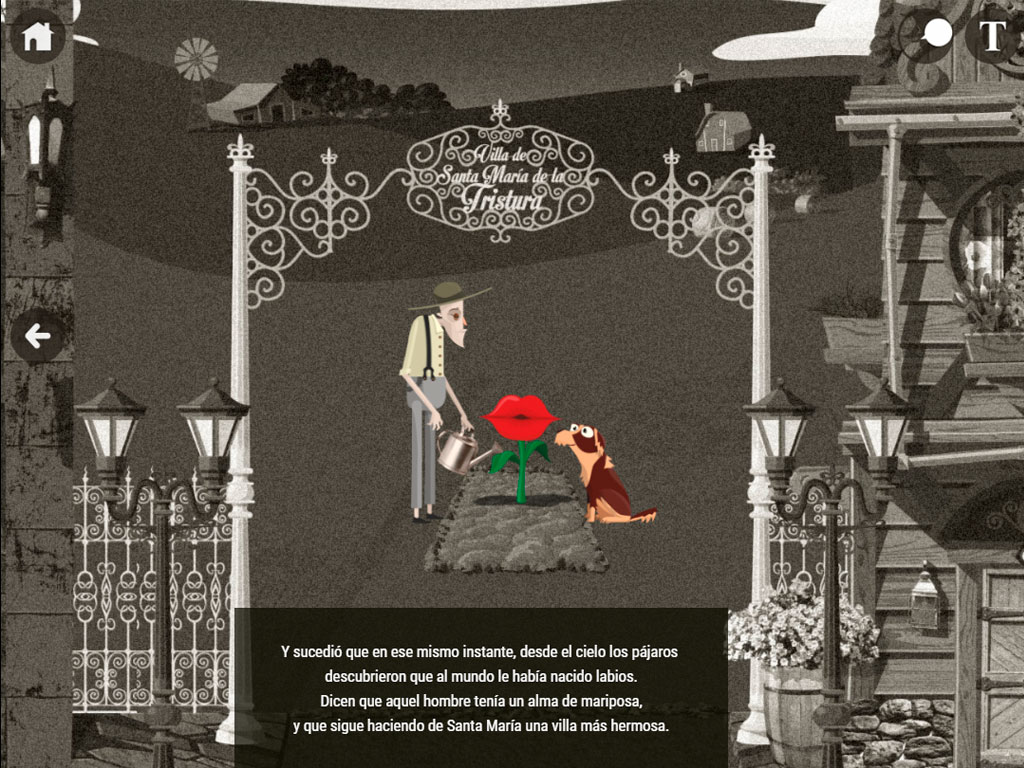 T
Villa de
Santa María de la
Tristura
Y sucedió que en ese mismo instante, desde el cielo los pájaros
descubrieron que al mundo le había nacido labios.
Dicen que aquel hombre tenía un alma de mariposa,
y que sigue haciendo de Santa María una villa más hermosa.